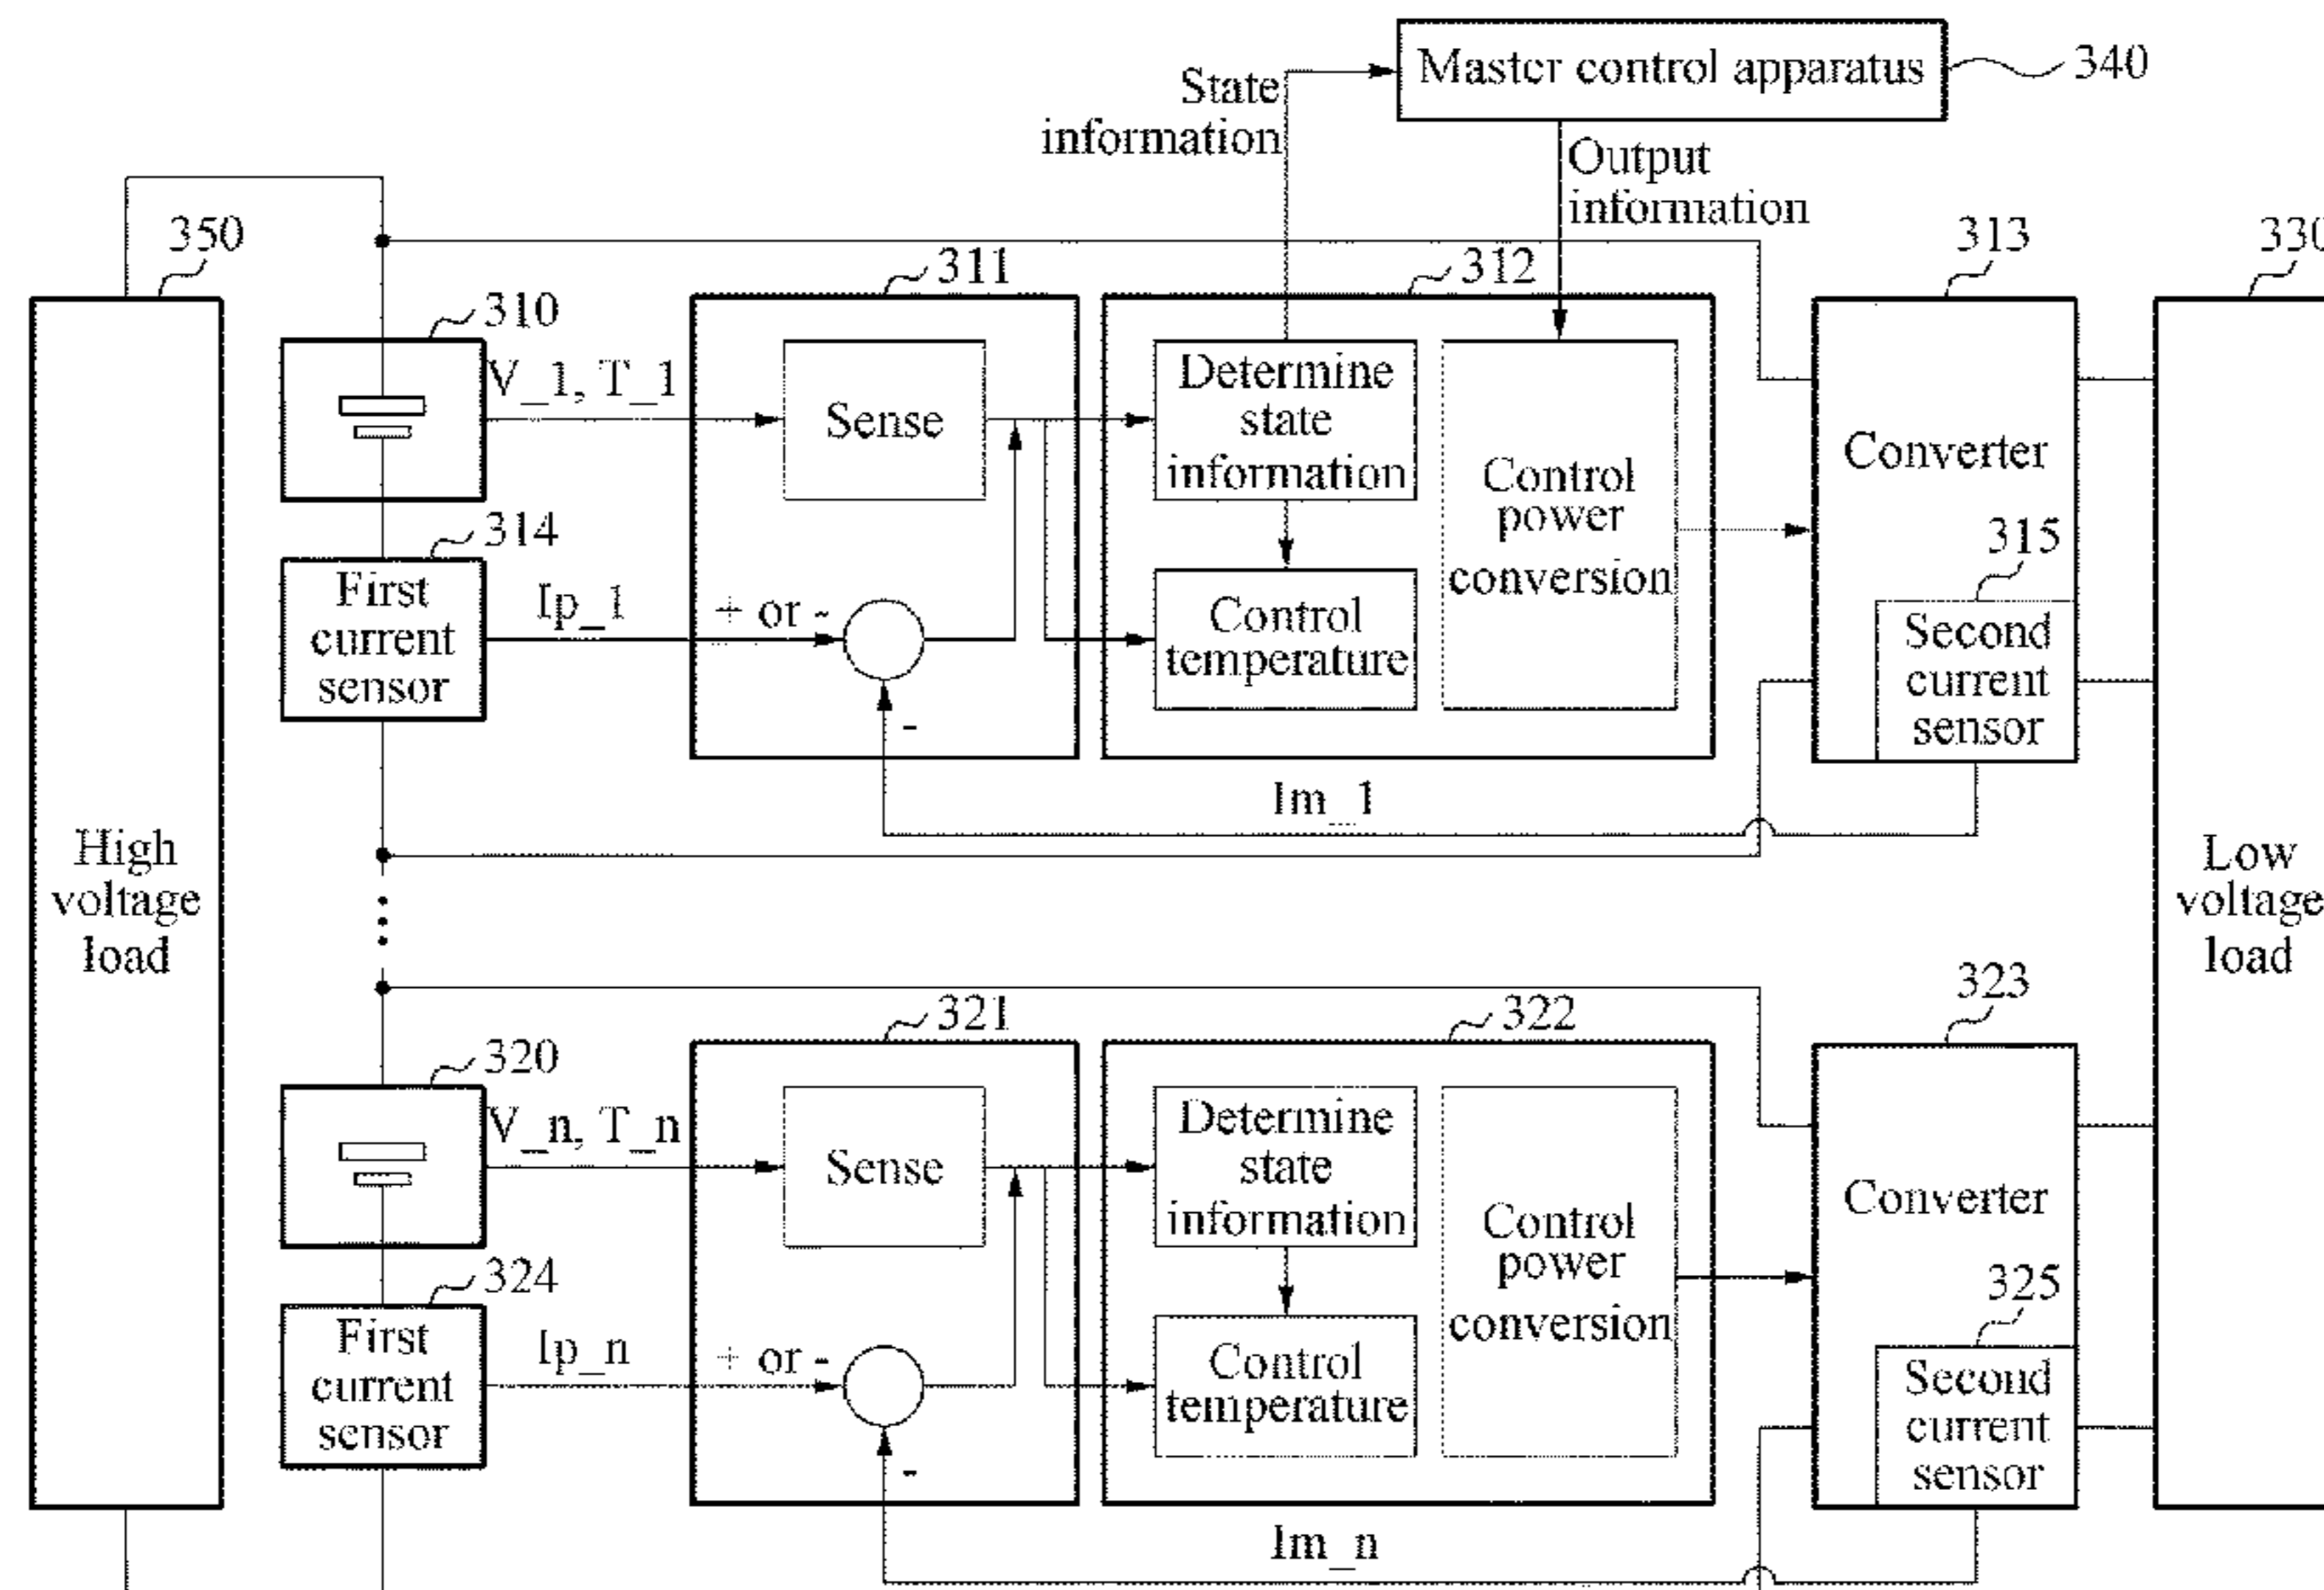 Master control apparatus
340
State
information
Output
information
350
310
311
312
313
330
V_1, T_1
Sense
Determine
state
information
Control
power
conversion
Converter
314
First
current
sensor
Ip_1
+ or -
-
Control
temperature
315
Second
current
sensor
Im_1
High
voltage
load
Low
voltage
load
320
321
322
323
V_n, T_n
Sense
Determine
state
information
Control
power
conversion
Converter
324
First
current
sensor
Ip_n
+ or -
-
Control
temperature
325
Second
current
sensor
Im_n